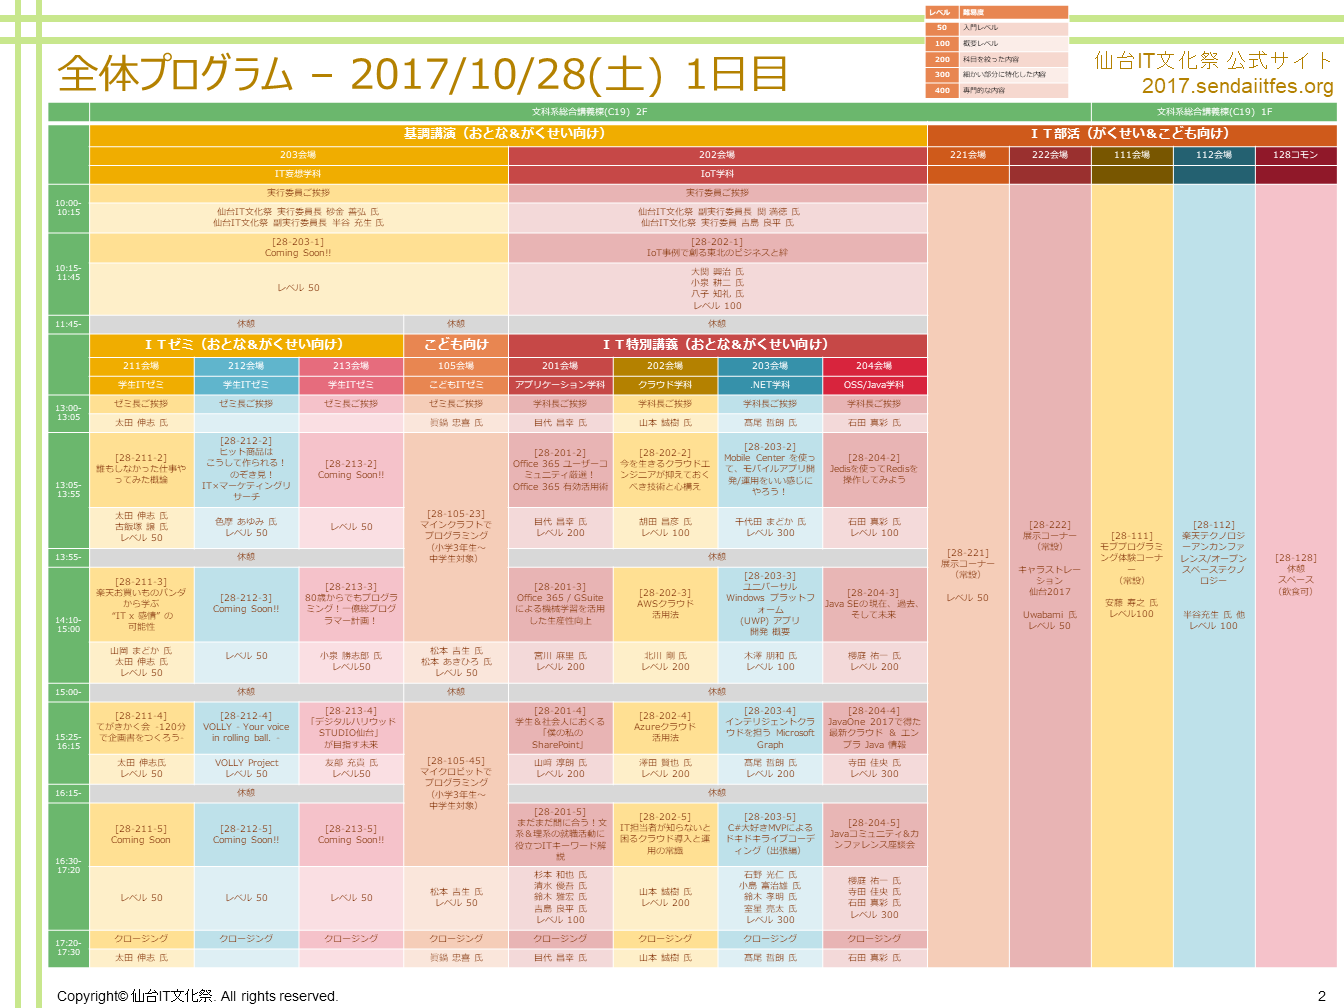 レベル 難易度
50 入門レベル
100 概要レベル
200 科目を絞った内容
300 細かい部分に特化した内容
400 専門的な内容
全体プログラム – 2017/10/28(土) 1日目
仙台IT文化祭 公式サイト
2017.sendaiitfes.org
文科系総合講義棟(C19) 2F
文科系総合講義棟(C19) 1F
基調講演（おとな&がくせい向け）
ＩＴ部活（がくせい&こども向け）
203会場 202会場 221会場 222会場 111会場 112会場 128コモン
IT妄想学科 IoT学科
10:00-
10:15
実行委員ご挨拶
仙台IT文化祭 実行委員長 砂金 善弘 氏
仙台IT文化祭 副実行委員長 半谷 充生 氏
実行委員ご挨拶
仙台IT文化祭 副実行委員長 関 満徳 氏
仙台IT文化祭 実行委員 吉島 良平 氏
10:15-
11:45
[28-203-1]
Coming Soon!!
レベル 50
[28-202-1]
IoT事例で創る東北のビジネスと絆
大関 興治 氏
小泉 耕二 氏
八子 知礼 氏
レベル 100
11:45- 休憩 休憩 休憩
ＩＴゼミ（おとな&がくせい向け） こども向け ＩＴ特別講義（おとな&がくせい向け）
211会場 212会場 213会場 105会場 201会場 202会場 203会場 204会場
学生ITゼミ 学生ITゼミ 学生ITゼミ こどもITゼミ アプリケーション学科 クラウド学科 .NET学科 OSS/Java学科
13:00-
13:05
ゼミ長ご挨拶 ゼミ長ご挨拶 ゼミ長ご挨拶 ゼミ長ご挨拶 学科長ご挨拶 学科長ご挨拶 学科長ご挨拶 学科長ご挨拶
太田 伸志 氏 眞鍋 忠喜 氏 目代 昌幸 氏 山本 誠樹 氏 髙尾 哲朗 氏 石田 真彩 氏
13:05-
13:55
[28-211-2]
誰もしなかった仕事や
ってみた概論
太田 伸志 氏
古飯塚 譲 氏
レベル 50
[28-212-2]
ヒット商品は
こうして作られる！
のぞき見！
IT×マーケティングリ
サーチ
色摩 あゆみ 氏
レベル 50
[28-213-2]
Coming Soon!!
レベル 50
[28-105-23]
マインクラフトで
プログラミング
（小学3年生～
中学生対象）
[28-201-2]
Office 365 ユーザーコ
ミュニティ厳選！
Office 365 有効活用術
目代 昌幸 氏
レベル 200
[28-202-2]
今を生きるクラウドエ
ンジニアが抑えておく
べき技術と心構え
胡田 昌彦 氏
レベル 100
[28-203-2]
Mobile Center を使っ
て、モバイルアプリ開
発/運用をいい感じに
やろう！
千代田 まどか 氏
レベル 300
[28-204-2]
Jedisを使ってRedisを
操作してみよう
石田 真彩 氏
レベル 100
13:55- 休憩 休憩
14:10-
15:00
[28-211-3]
楽天お買いものパンダ
から学ぶ
“IT x 感情” の
可能性
山岡 まどか 氏
太田 伸志 氏
レベル 50
[28-212-3]
Coming Soon!!
レベル 50
[28-213-3]
80歳からでもプログラ
ミング！一億総プログ
ラマー計画！
小泉 勝志郎 氏
レベル50
松本 吉生 氏
松本 あきひろ 氏
レベル 50
[28-201-3]
Office 365 / GSuite
による機械学習を活用
した生産性向上
宮川 麻里 氏
レベル 200
[28-202-3]
AWSクラウド
活用法
北川 剛 氏
レベル 200
[28-203-3]
ユニバーサル
Windows プラットフ
ォーム
(UWP) アプリ
開発 概要
木澤 朋和 氏
レベル 100
[28-204-3]
Java SEの現在、過去、
そして未来
櫻庭 祐一 氏
レベル 200
15:00- 休憩 休憩 休憩
15:25-
16:15
[28-211-4]
てがきかく会 -120分
で企画書をつくろう-
太田 伸志氏
レベル 50
[28-212-4]
VOLLY - Your voice
in rolling ball. -
VOLLY Project
レベル 50
[28-213-4]
「デジタルハリウッド
STUDIO仙台」
が目指す未来
友部 充貴 氏
レベル50
[28-105-45]
マイクロビットで
プログラミング
（小学3年生～
中学生対象）
[28-201-4]
学生＆社会人におくる
「僕の私の
SharePoint」
山﨑 淳朗 氏
レベル 200
[28-202-4]
Azureクラウド
活用法
澤田 賢也 氏
レベル 200
[28-203-4]
インテリジェントクラ
ウドを担う Microsoft
Graph
髙尾 哲朗 氏
レベル 200
[28-204-4]
JavaOne 2017で得た
最新クラウド ＆ エン
プラ Java 情報
寺田 佳央 氏
レベル 300
16:15- 休憩 休憩
16:30-
17:20
[28-211-5]
Coming Soon
レベル 50
[28-212-5]
Coming Soon!!
レベル 50
[28-213-5]
Coming Soon!!
レベル 50
松本 吉生 氏
レベル 50
[28-201-5]
まだまだ間に合う！文
系＆理系の就職活動に
役立つITキーワード解
説
杉本 和也 氏
清水 優吾 氏
鈴木 雅宏 氏
吉島 良平 氏
レベル 100
[28-202-5]
IT担当者が知らないと
困るクラウド導入と運
用の常識
山本 誠樹 氏
レベル 200
[28-203-5]
C#大好きMVPによる
ドキドキライブコーデ
ィング（出張編）
石野 光仁 氏
小島 富治雄 氏
鈴木 孝明 氏
室星 亮太 氏
レベル 300
[28-204-5]
Javaコミュニティ&カ
ンファレンス座談会
櫻庭 祐一 氏
寺田 佳央 氏
石田 真彩 氏
レベル 300
17:20-
17:30
クロージング クロージング クロージング クロージング クロージング クロージング クロージング クロージング
太田 伸志 氏 眞鍋 忠喜 氏 目代 昌幸 氏 山本 誠樹 氏 髙尾 哲朗 氏 石田 真彩 氏
[28-221]
展示コーナー
（常設）
レベル 50
[28-222]
展示コーナー
（常設）
キャラストレー
ション
仙台2017
Uwabami 氏
レベル 50
[28-111]
モブプログラミ
ング体験コーナ
ー
（常設）
安藤 寿之 氏
レベル100
[28-112]
楽天テクノロジ
ーアンカンファ
レンス/オープン
スペーステクノ
ロジー
半谷充生 氏 他
レベル 100
[28-128]
休憩
スペース
（飲食可）
Copyright© 仙台IT文化祭. All rights reserved.
2